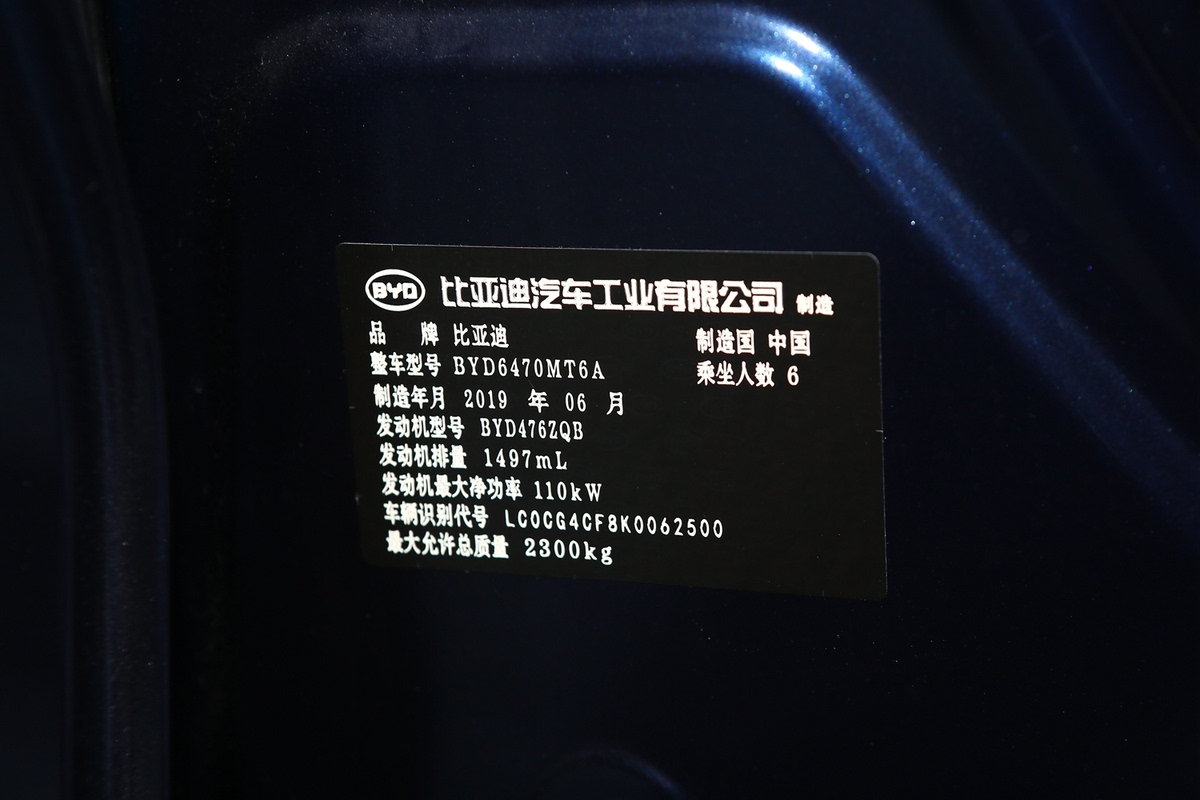 BYD 比亚迪汽车工业有限公司 制造
品 牌 比亚迪 制造国 中国
整车型号 BYD6470MT6A 乘坐人数 6
制造年月 2019 年 06 月
发动机型号 BYD476ZQB
发动机排量 1497mL
发动机最大净功率 110kW
车辆识别代号 LC0CG4CF8K0062500
最大允许总质量 2300kg